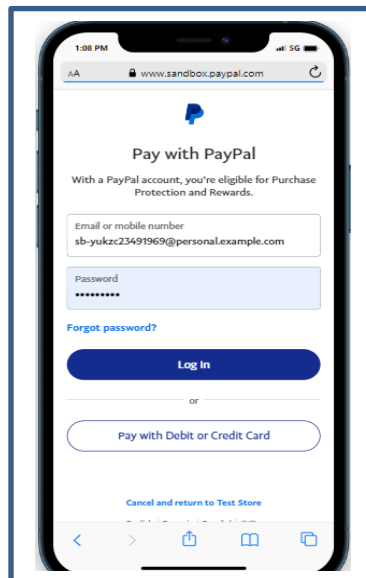 1:08 PM
5G
AA
www.sandbox.paypal.com
Pay with PayPal
With a PayPal account, you're eligible for Purchase
Protection and Rewards.
Email or mobile number
sb-yukzc23491969@personal.example.com
Password
•••••••••
Forgot password?
Log In
or
Pay with Debit or Credit Card
Cancel and return to Test Store